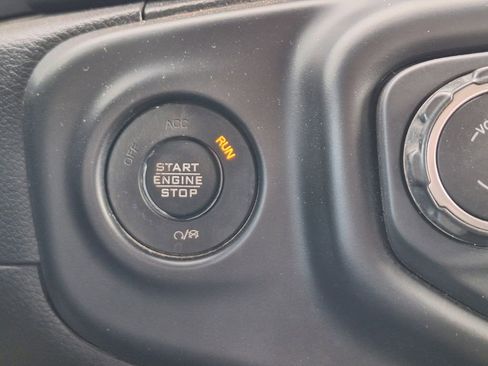 OFF
ACC
RUN
START
ENGINE
STOP